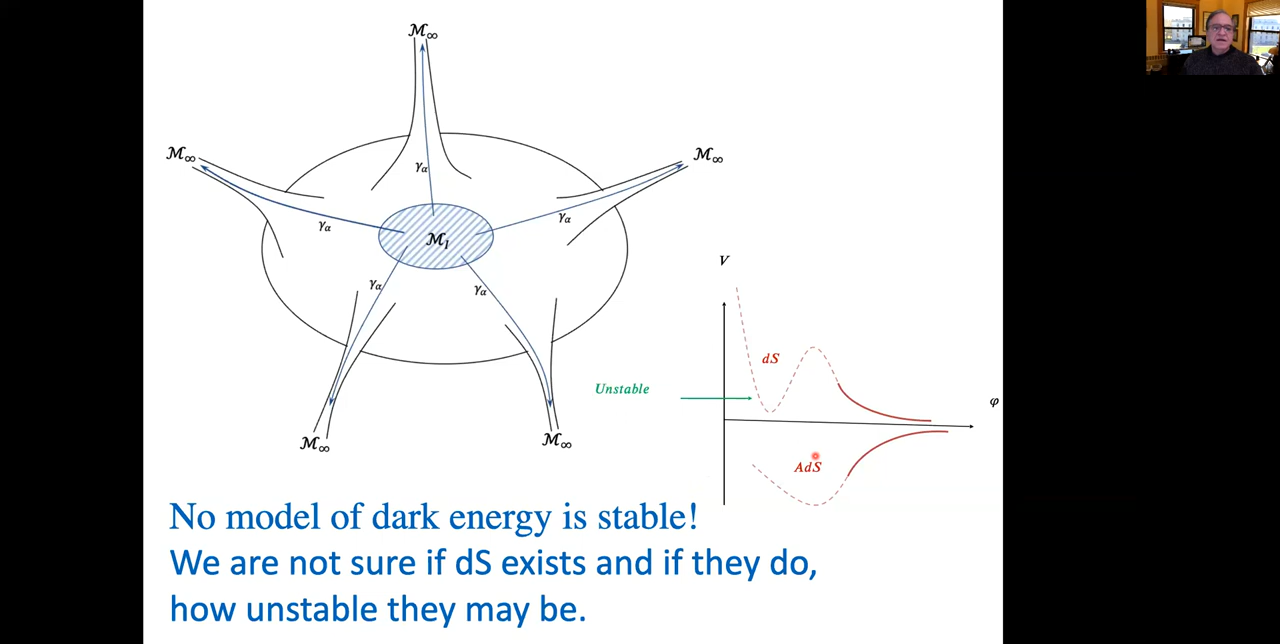 ℳ∞
ℳ∞
ℳ∞
γα
γα
γα
ℳI
γα
γα
ℳ∞
ℳ∞
V
dS
Unstable
φ
AdS
No model of dark energy is stable!
We are not sure if dS exists and if they do,
how unstable they may be.